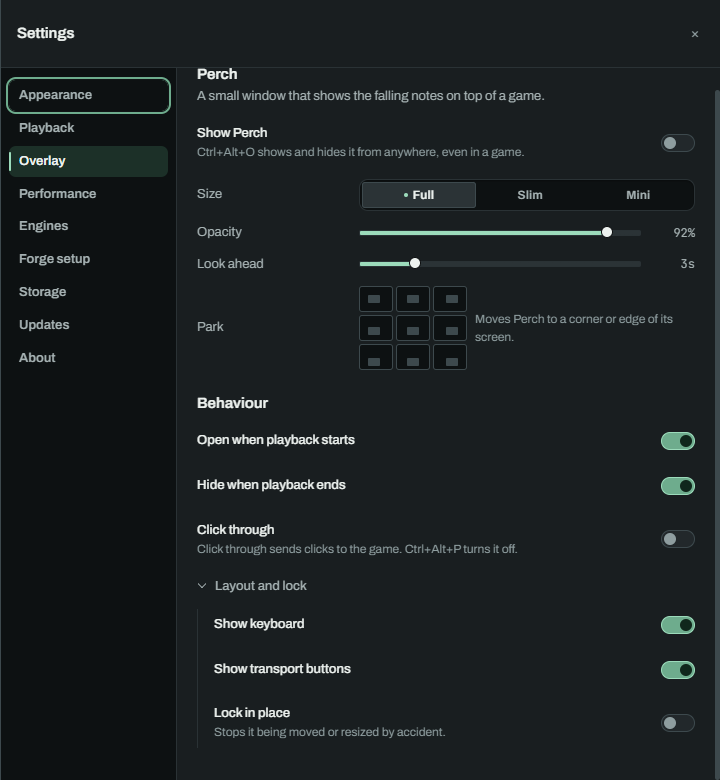 Settings
×
Appearance
Playback
Overlay
Performance
Engines
Forge setup
Storage
Updates
About
Perch
A small window that shows the falling notes on top of a game.
Show Perch
Ctrl+Alt+O shows and hides it from anywhere, even in a game.
Size
Full Slim Mini
Opacity 92%
Look ahead 3s
Park
Moves Perch to a corner or edge of its
screen.
Behaviour
Open when playback starts
Hide when playback ends
Click through
Click through sends clicks to the game. Ctrl+Alt+P turns it off.
Layout and lock
Show keyboard
Show transport buttons
Lock in place
Stops it being moved or resized by accident.